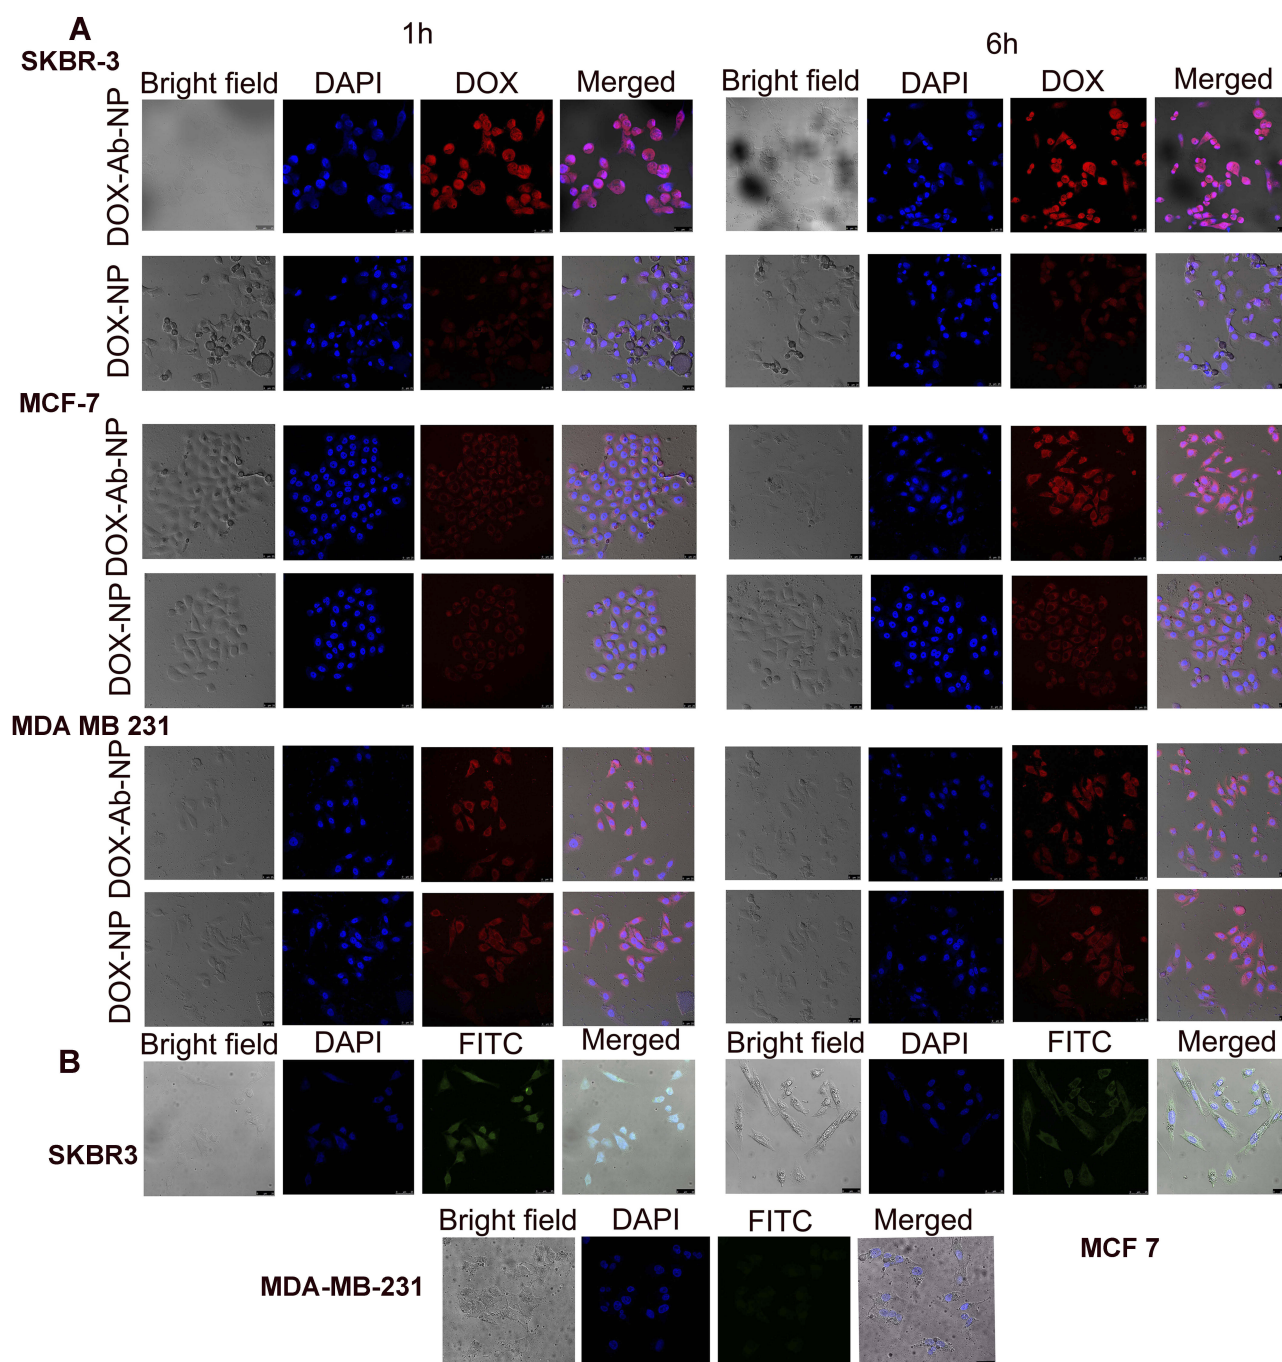 A
1h
6h
SKBR-3
Bright field DAPI DOX Merged Bright field DAPI DOX Merged
DOX-Ab-NP
DOX-NP
MCF-7
DOX-Ab-NP
DOX-NP
MDA MB 231
DOX-Ab-NP
DOX-NP
Bright field DAPI FITC Merged Bright field DAPI FITC Merged
B
SKBR3
Bright field DAPI FITC Merged
MCF 7
MDA-MB-231